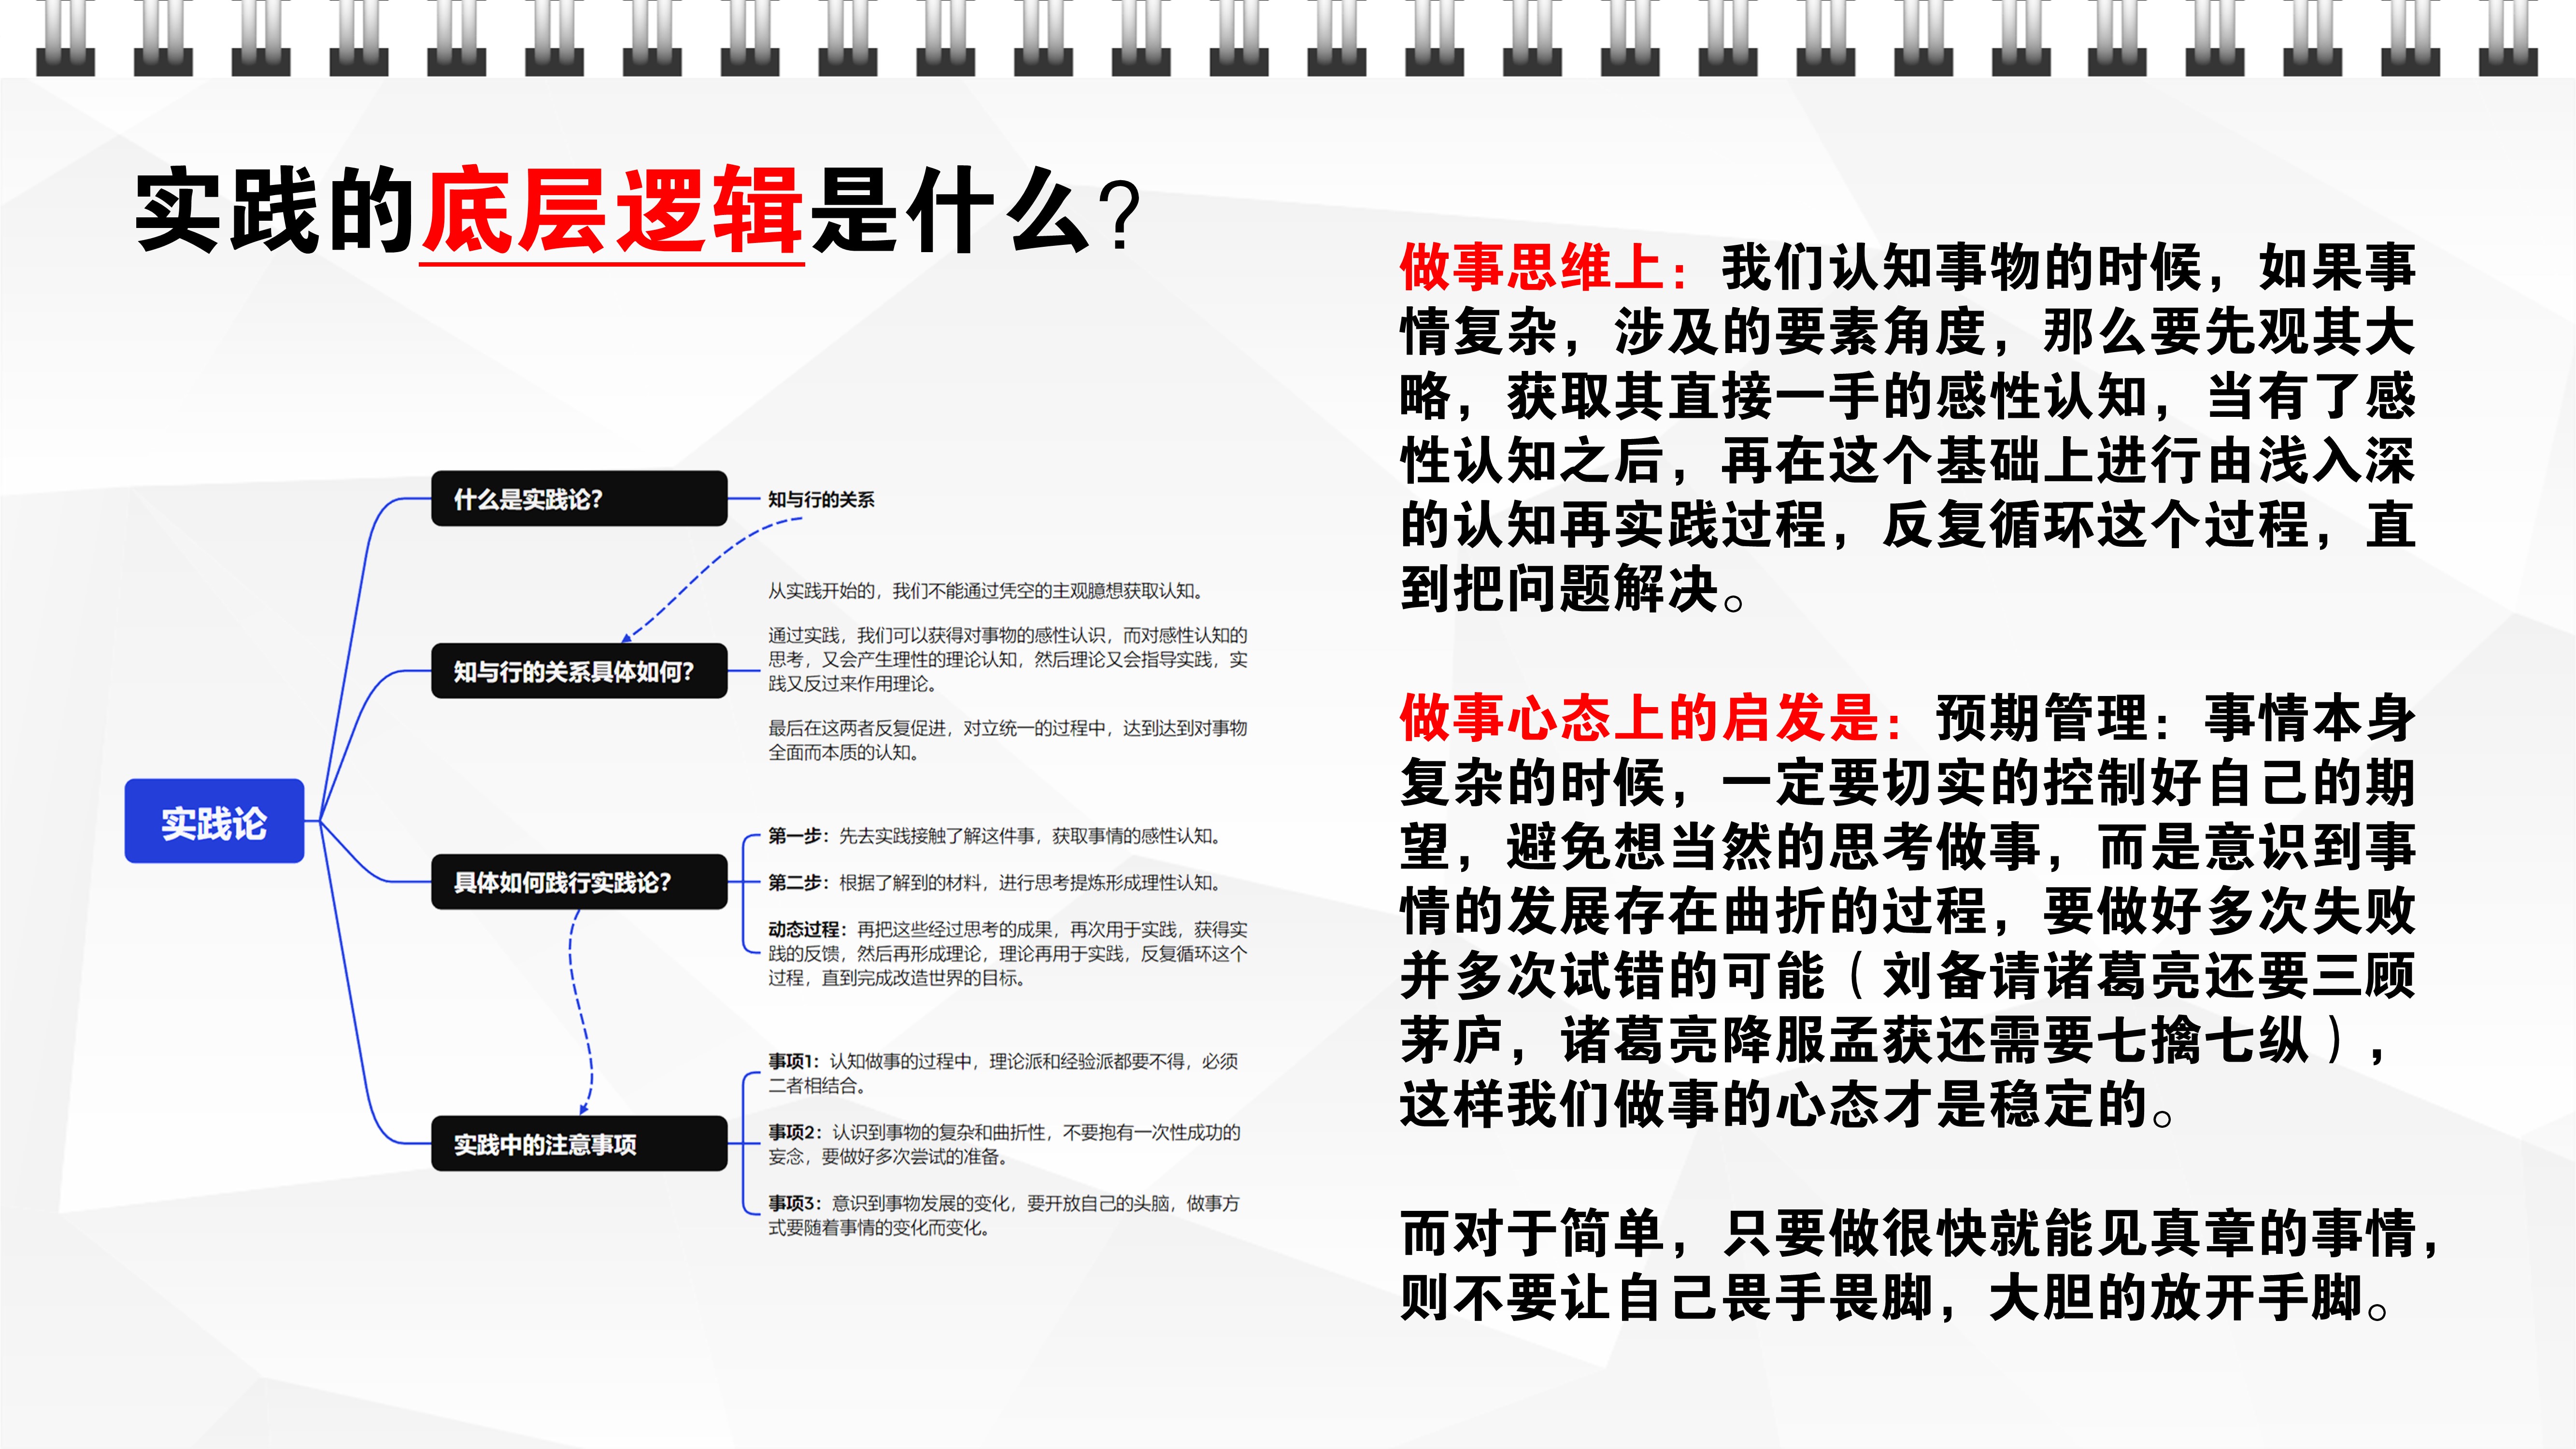 实践的底层逻辑是什么?
实践论
什么是实践论?
知与行的关系
知与行的关系具体如何?
从实践开始的，我们不能通过凭空的主观臆想获取认知。
通过实践，我们可以获得对事物的感性认识，而对感性认知的
思考，又会产生理性的理论认知，然后理论又会指导实践，实
践又反过来作用理论。
最后在这两者反复促进，对立统一的过程中，达到达到对事物
全面而本质的认知。
具体如何践行实践论?
第一步：先去实践接触了解这件事，获取事情的感性认知。
第二步：根据了解到的材料，进行思考提炼形成理性认知。
动态过程：再把这些经过思考的成果，再次用于实践，获得实
践的反馈，然后再形成理论，理论再用于实践，反复循环这个
过程，直到完成改造世界的目标。
实践中的注意事项
事项1：认知做事的过程中，理论派和经验派都要不得，必须
二者相结合。
事项2：认识到事物的复杂和曲折性，不要抱有一次性成功的
妄念，要做好多次尝试的准备。
事项3：意识到事物发展的变化，要开放自己的头脑，做事方
式要随着事情的变化而变化。
做事思维上：我们认知事物的时候，如果事
情复杂，涉及的要素角度，那么要先观其大
略，获取其直接一手的感性认知，当有了感
性认知之后，再在这个基础上进行由浅入深
的认知再实践过程，反复循环这个过程，直
到把问题解决。
做事心态上的启发是：预期管理：事情本身
复杂的时候，一定要切实的控制好自己的期
望，避免想当然的思考做事，而是意识到事
情的发展存在曲折的过程，要做好多次失败
并多次试错的可能（刘备请诸葛亮还要三顾
茅庐，诸葛亮降服孟获还需要七擒七纵），
这样我们做事的心态才是稳定的。
而对于简单，只要做很快就能见真章的事情，
则不要让自己畏手畏脚，大胆的放开手脚。